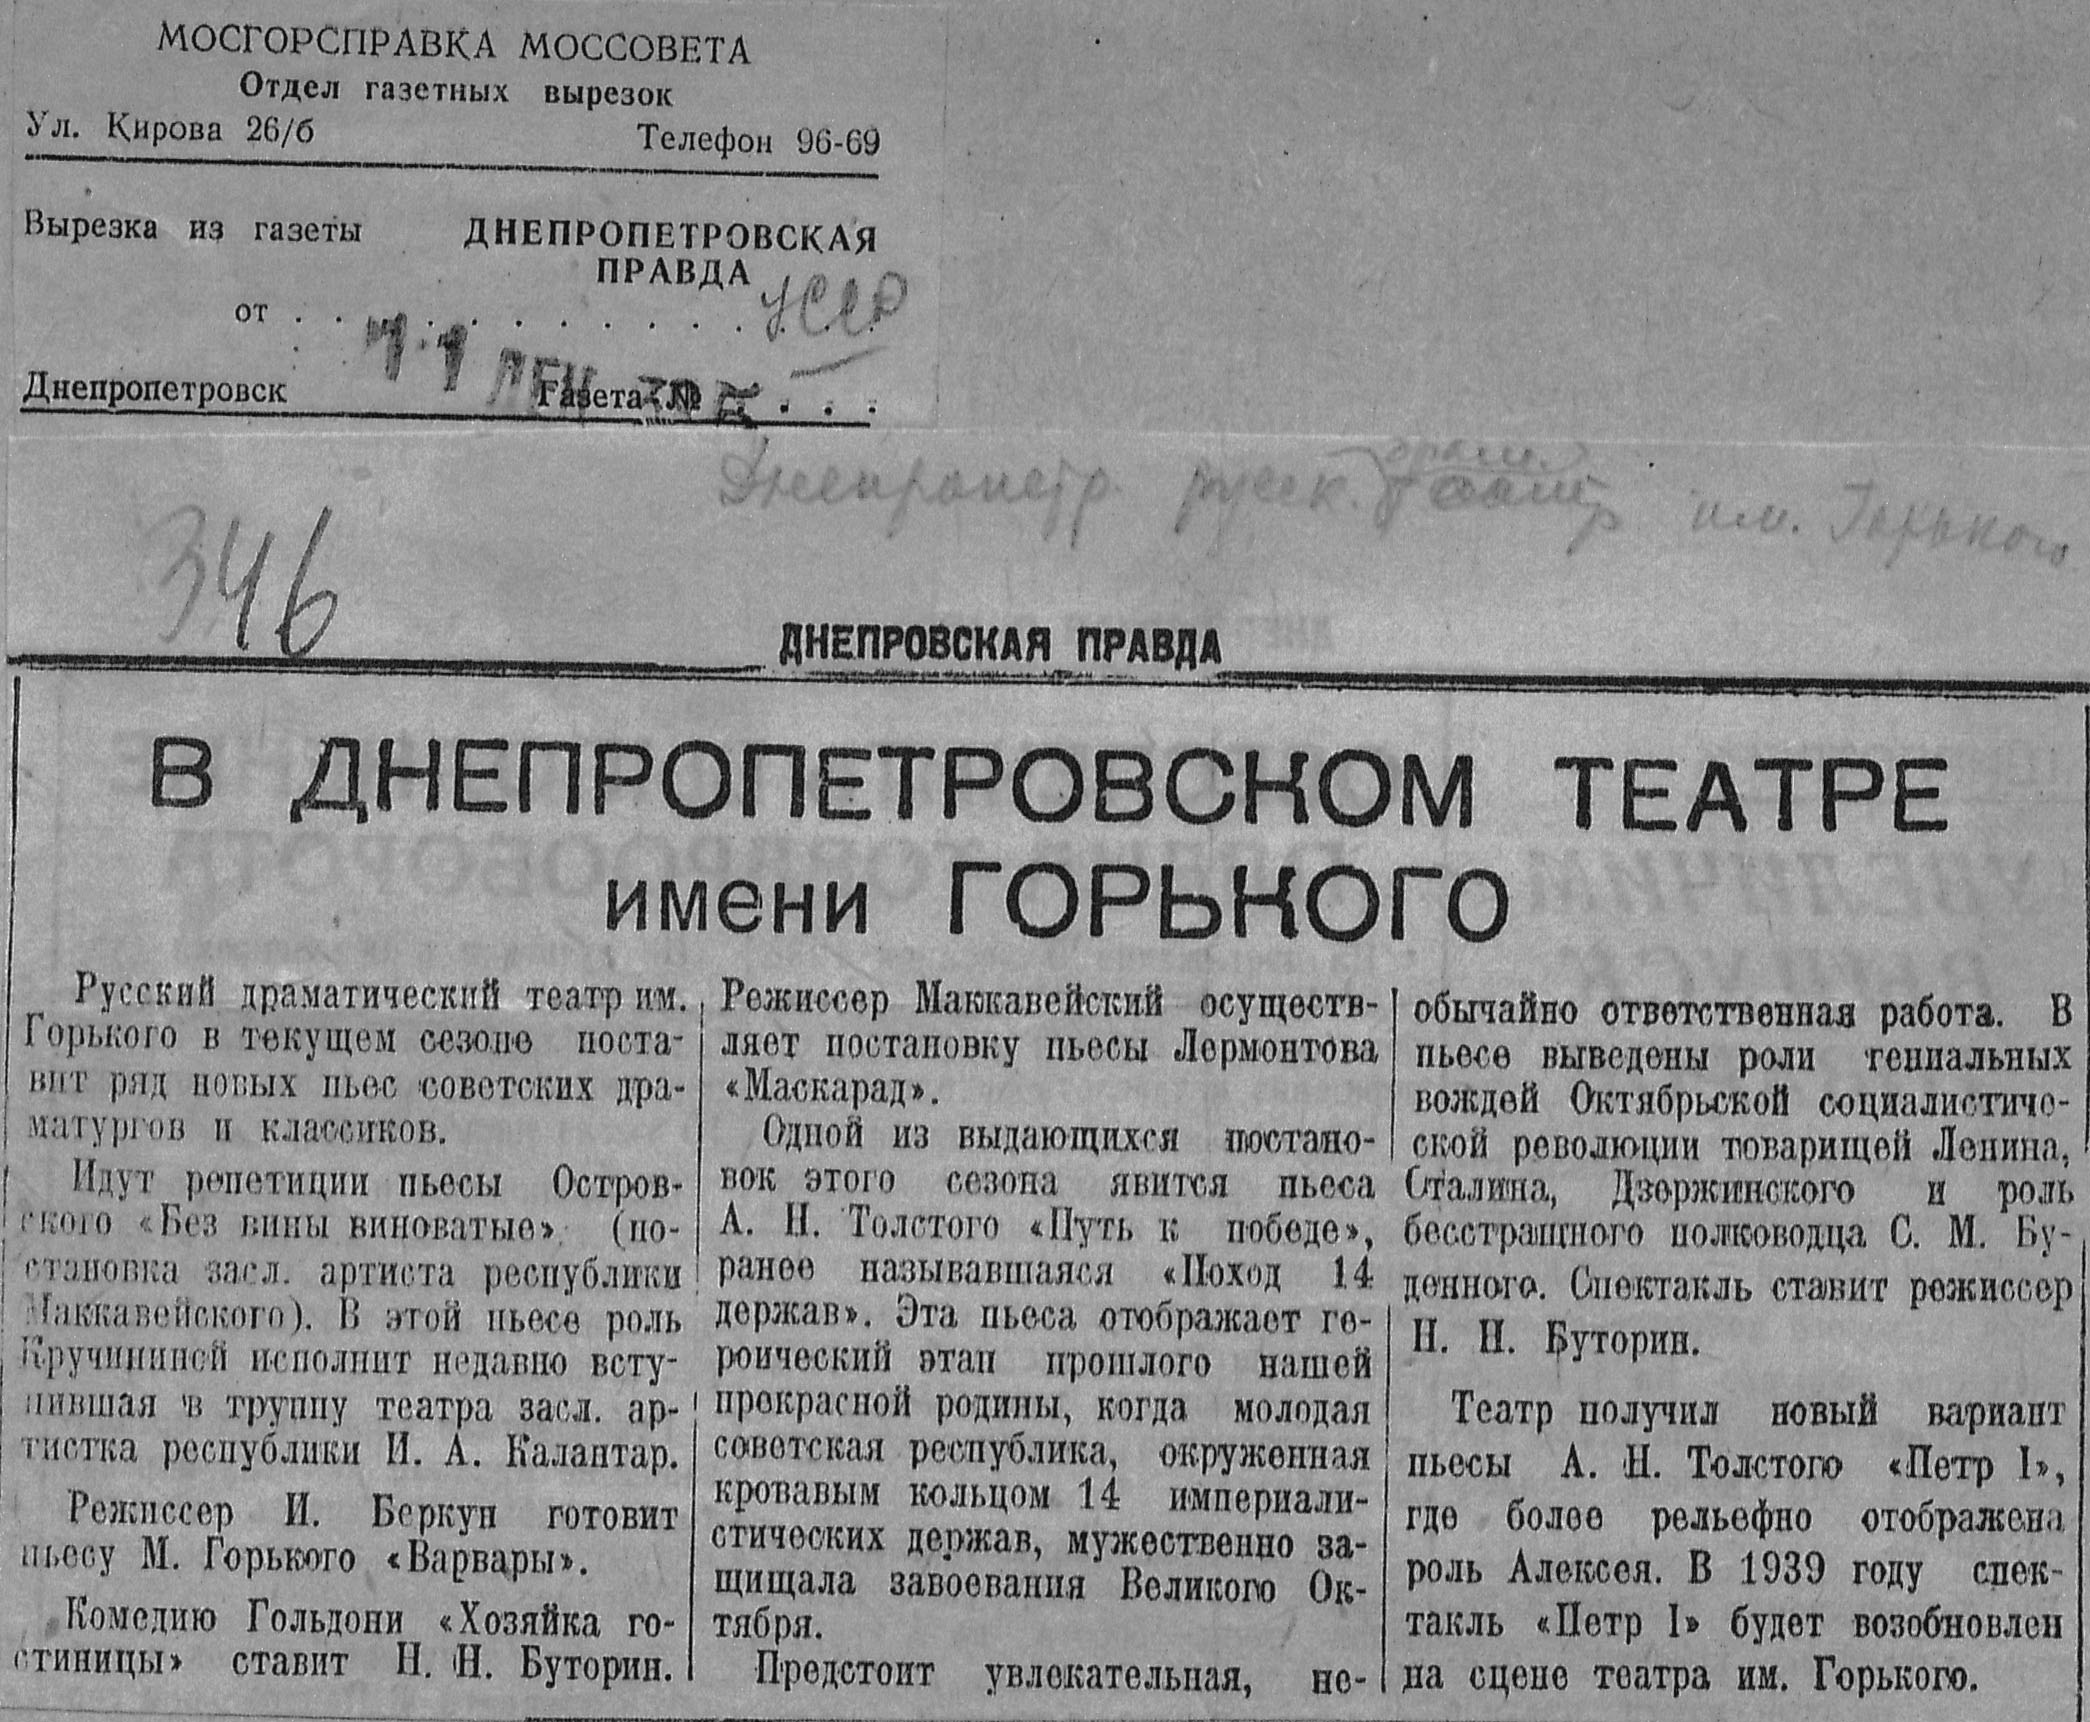 МОСГОРСПРАВКА МОССОВЕТА
Отдел газетных вырезок
Ул. Кирова 26/б Телефон 96-69
Вырезка из газеты ДНЕПРОПЕТРОВСКАЯ
ПРАВДА
от . . . . . . . . . . . .
Днепропетровск Газета №  . . .
Днепропетр. русск. драм. театр им. Горького
346
ДНЕПРОВСКАЯ ПРАВДА
В ДНЕПРОПЕТРОВСКОМ ТЕАТРЕ
имени ГОРЬКОГО
Русский драматический театр им.
Горького в текущем сезоне поста-
вит ряд новых пьес советских дра-
матургов и классиков.
Идут репетиции пьесы Остров-
ского «Без вины виноватые» (по-
становка засл. артиста республики
Маккавейского). В этой пьесе роль
Кручининой исполнит недавно всту-
пившая в труппу театра засл. ар-
тистка республики И. А. Калантар.
Режиссер И. Беркун готовит
пьесу М. Горького «Варвары».
Комедию Гольдони «Хозяйка го-
стиницы» ставит Н. Н. Буторин.
Режиссер Маккавейский осуществ-
ляет постановку пьесы Лермонтова
«Маскарад».
Одной из выдающихся постано-
вок этого сезона явится пьеса
А. Н. Толстого «Путь к победе»,
ранее называвшаяся «Поход 14
держав». Эта пьеса отображает ге-
роический этап прошлого нашей
прекрасной родины, когда молодая
советская республика, окруженная
кровавым кольцом 14 империали-
стических держав, мужественно за-
щищала завоевания Великого Ок-
тября.
Предстоит увлекательная, не-
обычайно ответственная работа. В
пьесе выведены роли гениальных
вождей Октябрьской социалистиче-
ской революции товарищей Ленина,
Сталина, Дзержинского и роль
бесстрашного полководца С. М. Бу-
денного. Спектакль ставит режиссер
Н. Н. Буторин.
Театр получил новый вариант
пьесы А. Н. Толстого «Петр I»,
где более рельефно отображена
роль Алексея. В 1939 году спек-
такль «Петр I» будет возобновлен
на сцене театра им. Горького.